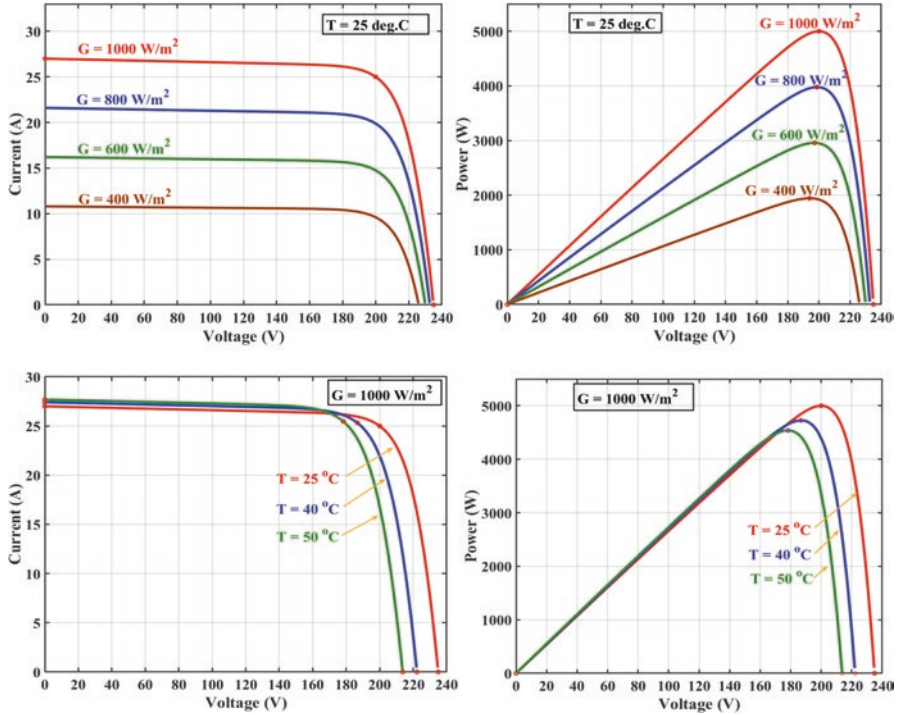 T = 25 deg.C
G = 1000 W/m²
G = 800 W/m²
G = 600 W/m²
G = 400 W/m²
Current (A)
30
25
20
15
10
5
0
0 20 40 60 80 100 120 140 160 180 200 220 240
Voltage (V)
T = 25 deg.C
G = 1000 W/m²
G = 800 W/m²
G = 600 W/m²
G = 400 W/m²
Power (W)
5000
4000
3000
2000
1000
0
0 20 40 60 80 100 120 140 160 180 200 220 240
Voltage (V)
G = 1000 W/m²
T = 25 °C
T = 40 °C
T = 50 °C
Current (A)
30
25
20
15
10
5
0
0 20 40 60 80 100 120 140 160 180 200 220 240
Voltage (V)
G = 1000 W/m²
T = 25 °C
T = 40 °C
T = 50 °C
Power (W)
5000
4000
3000
2000
1000
0
0 20 40 60 80 100 120 140 160 180 200 220 240
Voltage (V)